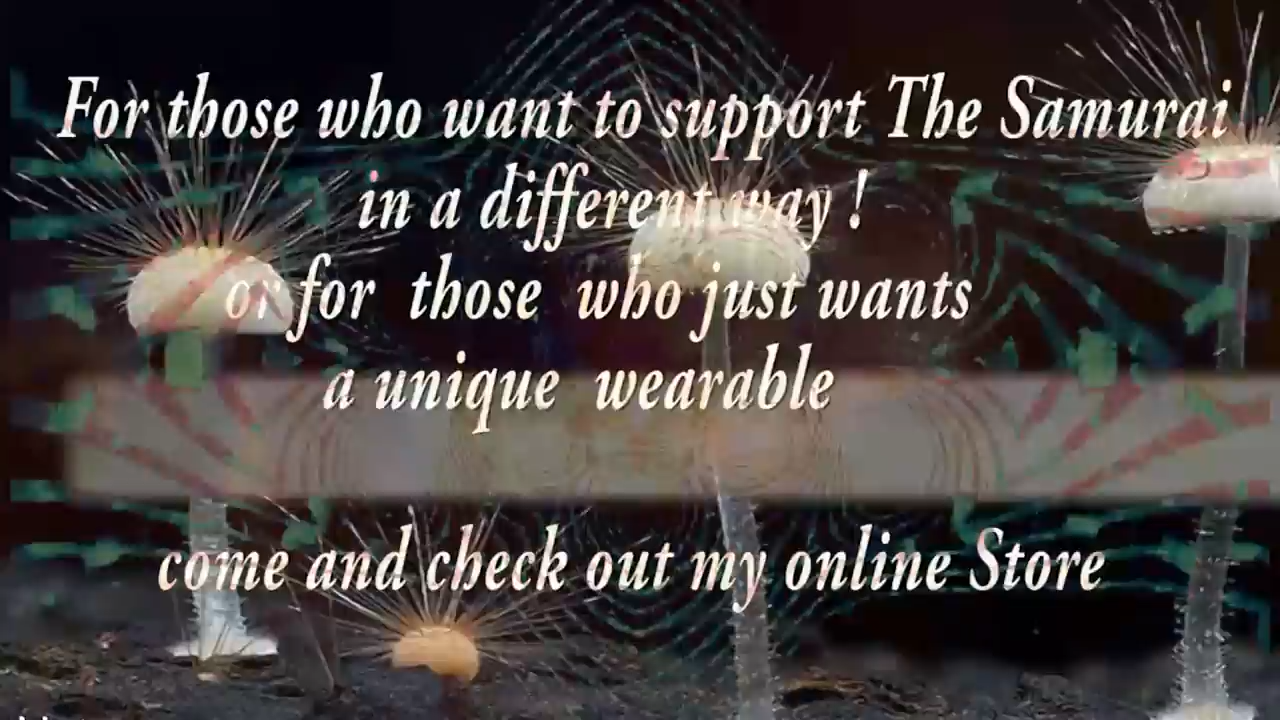 For those who want to support The Samurai
in a different way !
or for those who just wants
a unique wearable
come and check out my online Store